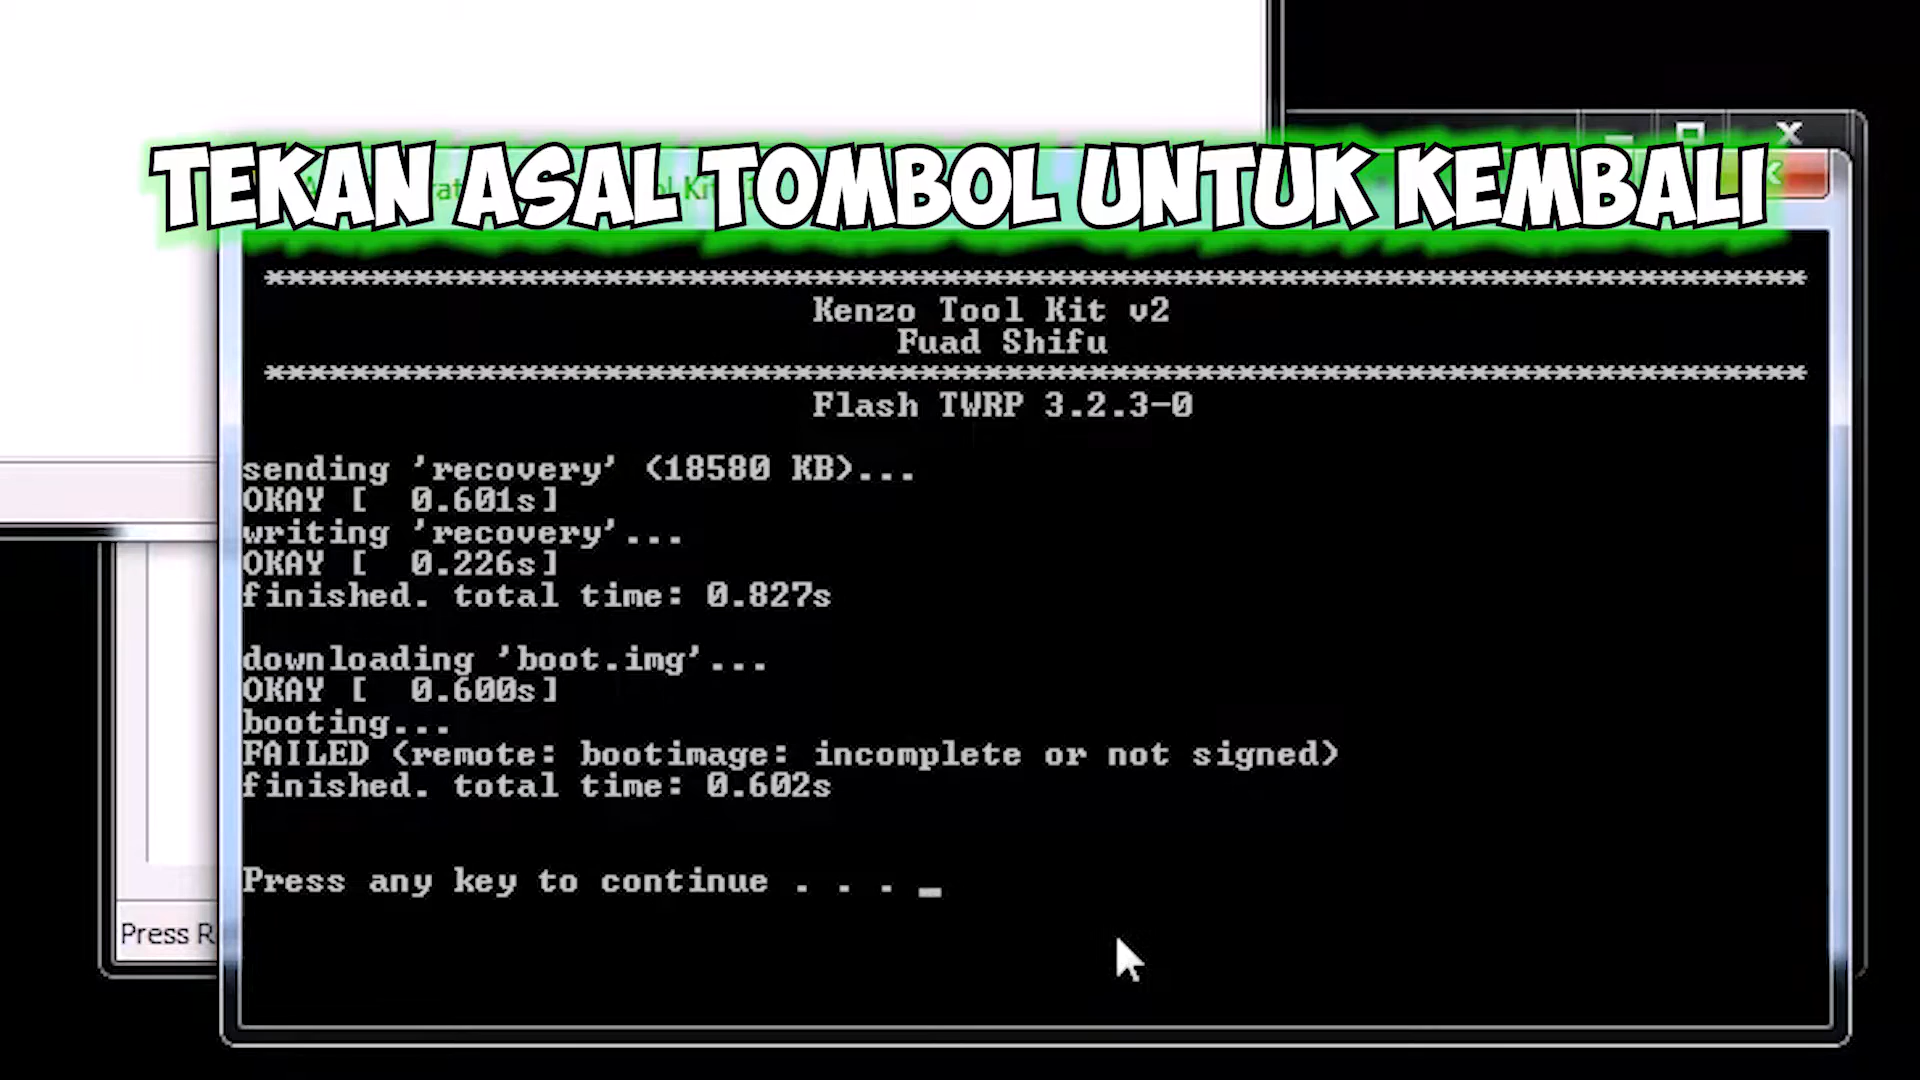 TEKAN ASAL TOMBOL UNTUK KEMBALI
*************************************************************************
Kenzo Tool Kit v2
Fuad Shifu
*************************************************************************
Flash TWRP 3.2.3-0
sending 'recovery' (18580 KB)...
OKAY [  0.601s]
writing 'recovery'...
OKAY [  0.226s]
finished. total time: 0.827s
downloading 'boot.img'...
OKAY [  0.600s]
booting...
FAILED (remote: bootimage: incomplete or not signed)
finished. total time: 0.602s
Press any key to continue . . . _
Press R